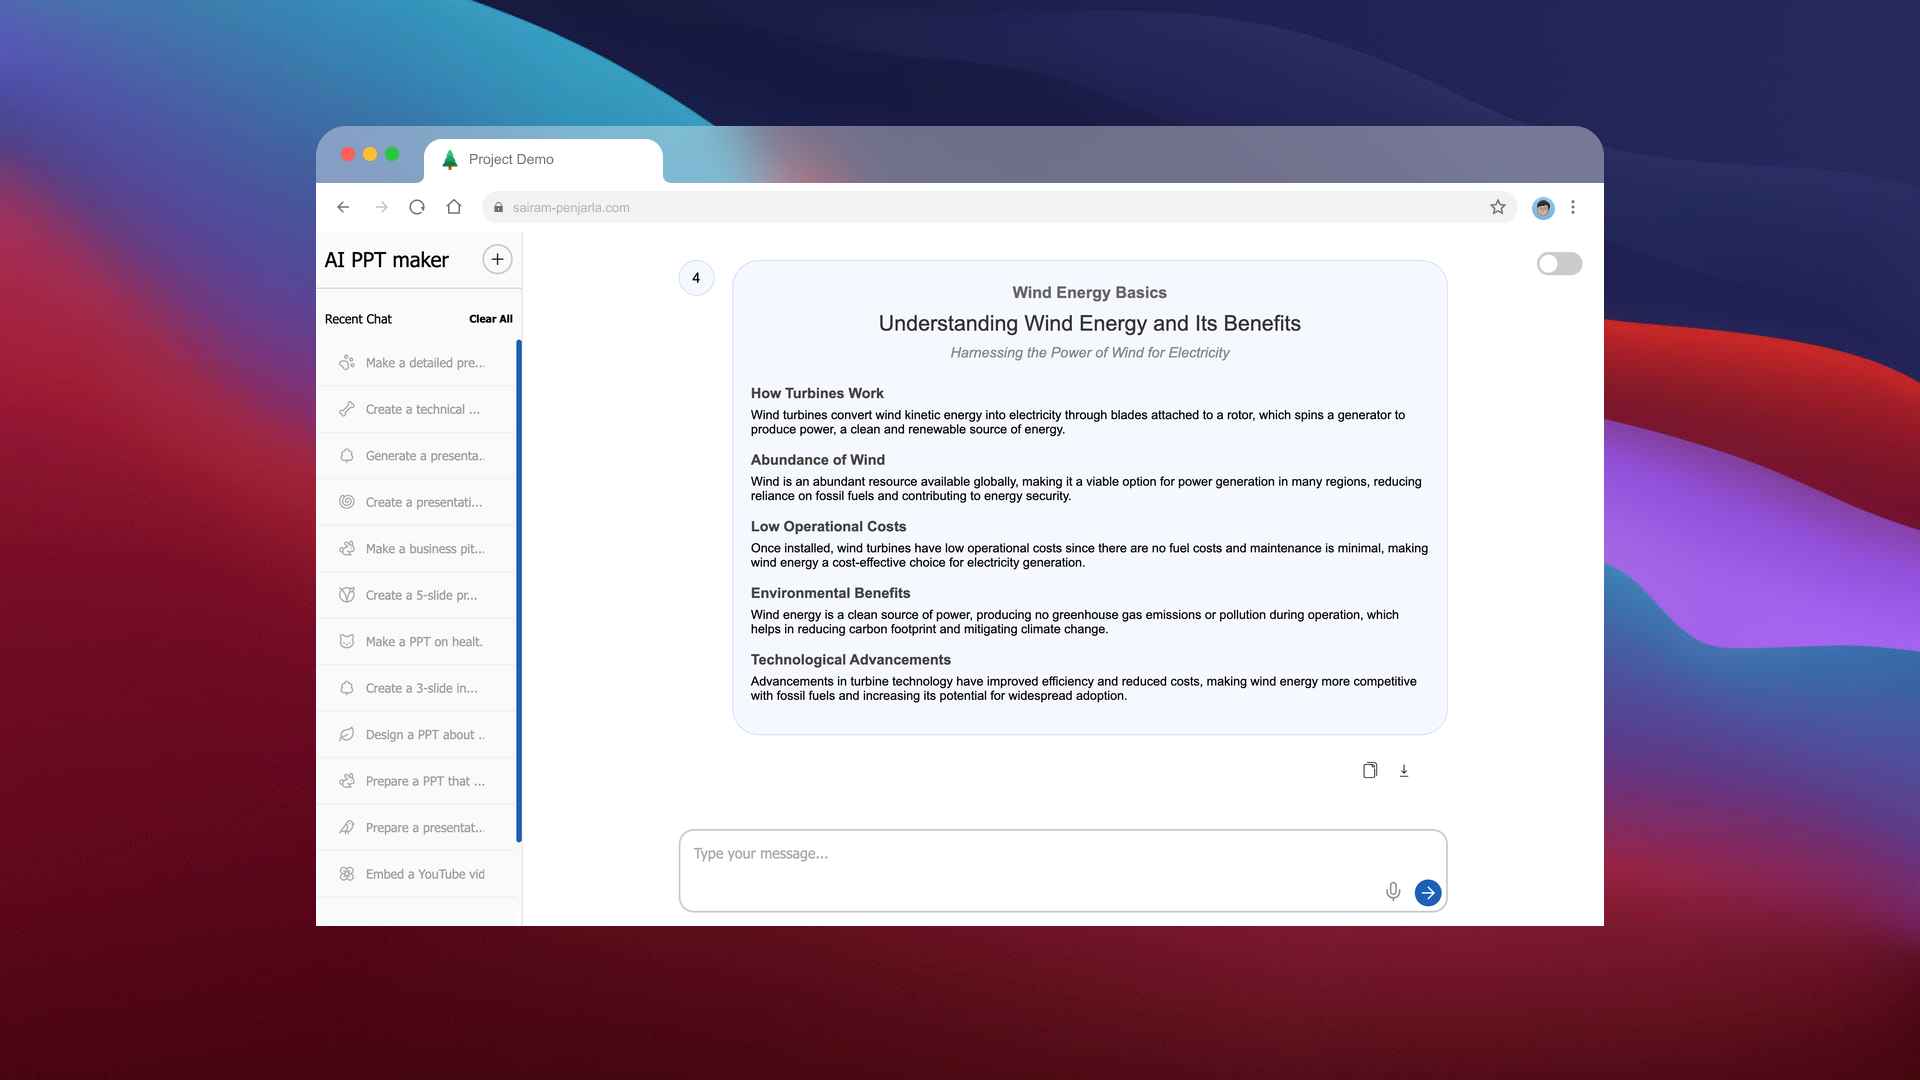 Project Demo
sairam-penjarla.com
AI PPT maker
Recent Chat
Clear All
Make a detailed pre...
Create a technical ...
Generate a presenta..
Create a presentati...
Make a business pit...
Create a 5-slide pr...
Make a PPT on healt.
Create a 3-slide in...
Design a PPT about ..
Prepare a PPT that ...
Prepare a presentat..
Embed a YouTube vid
4
Wind Energy Basics
Understanding Wind Energy and Its Benefits
Harnessing the Power of Wind for Electricity
How Turbines Work
Wind turbines convert wind kinetic energy into electricity through blades attached to a rotor, which spins a generator to
produce power, a clean and renewable source of energy.
Abundance of Wind
Wind is an abundant resource available globally, making it a viable option for power generation in many regions, reducing
reliance on fossil fuels and contributing to energy security.
Low Operational Costs
Once installed, wind turbines have low operational costs since there are no fuel costs and maintenance is minimal, making
wind energy a cost-effective choice for electricity generation.
Environmental Benefits
Wind energy is a clean source of power, producing no greenhouse gas emissions or pollution during operation, which
helps in reducing carbon footprint and mitigating climate change.
Technological Advancements
Advancements in turbine technology have improved efficiency and reduced costs, making wind energy more competitive
with fossil fuels and increasing its potential for widespread adoption.
Type your message...